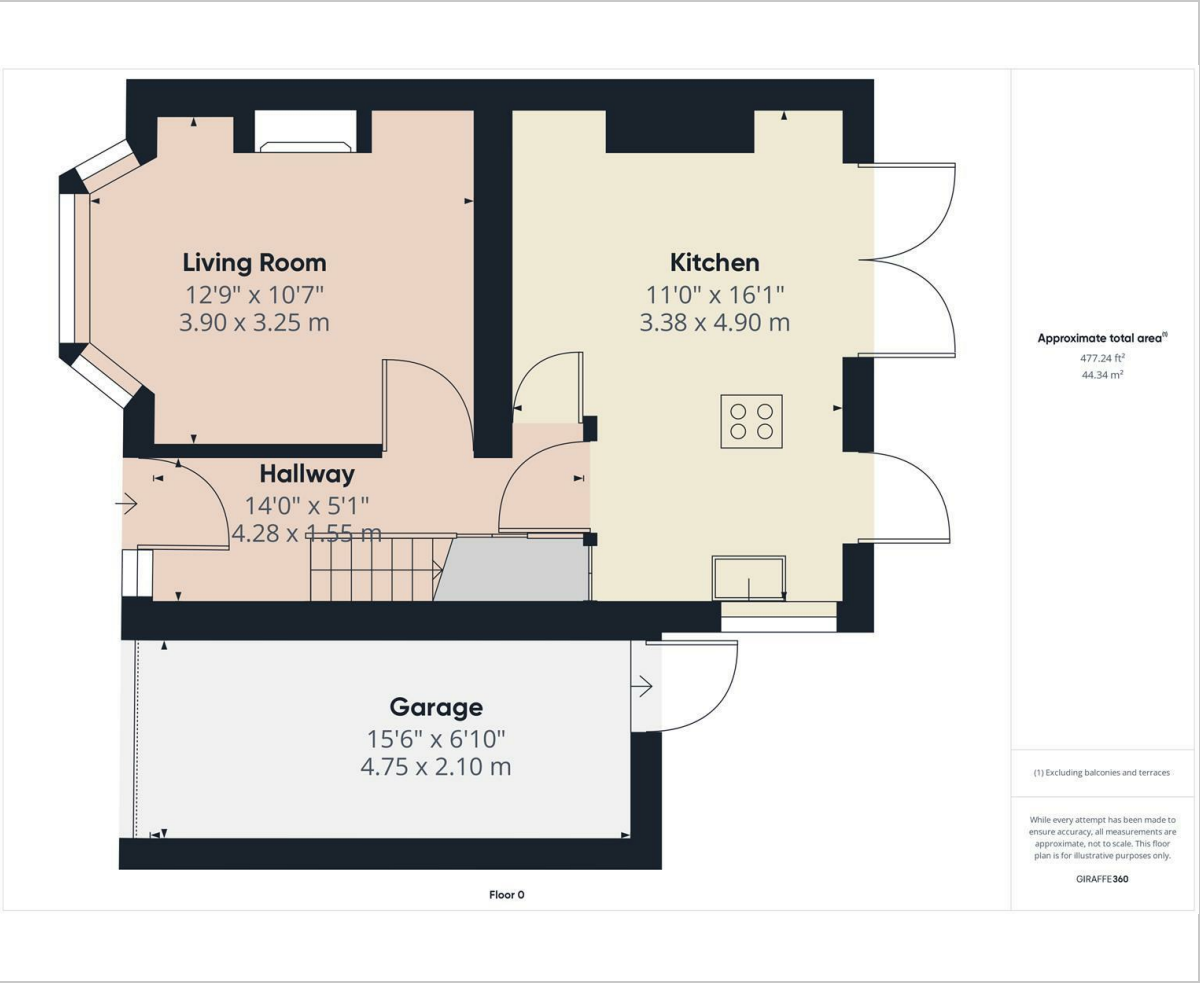 Living Room
12'9" x 10'7"
3.90 x 3.25 m
Kitchen
11'0" x 16'1"
3.38 x 4.90 m
Hallway
14'0" x 5'1"
4.28 x 1.55 m
Garage
15'6" x 6'10"
4.75 x 2.10 m
Floor 0
Approximate total area(1)
477.24 ft²
44.34 m²
(1) Excluding balconies and terraces
While every attempt has been made to
ensure accuracy, all measurements are
approximate, not to scale. This floor
plan is for illustrative purposes only.
GIRAFFE360